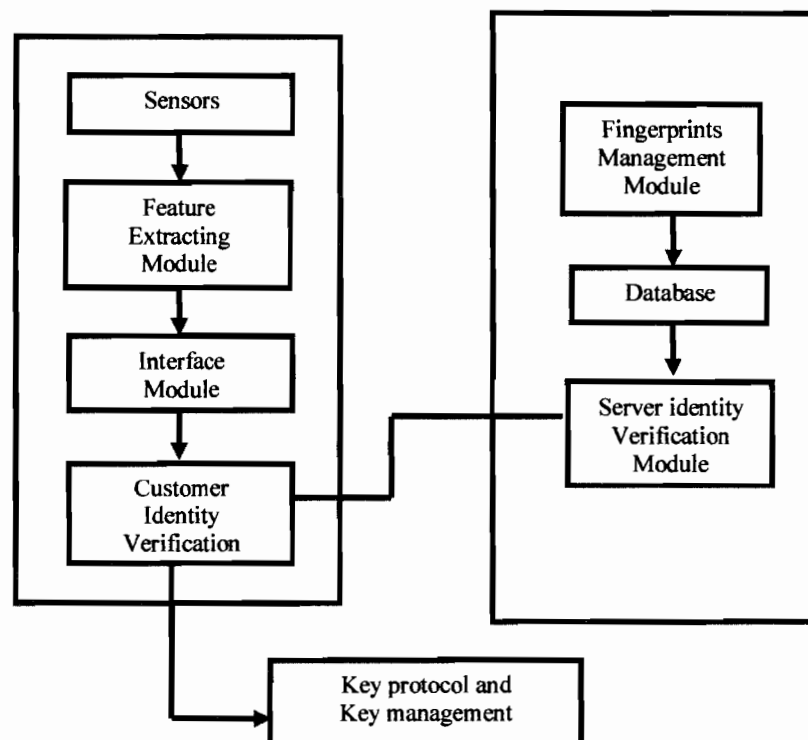 Sensors
Feature
Extracting
Module
Interface
Module
Customer
Identity
Verification
Fingerprints
Management
Module
Database
Server identity
Verification
Module
Key protocol and
Key management